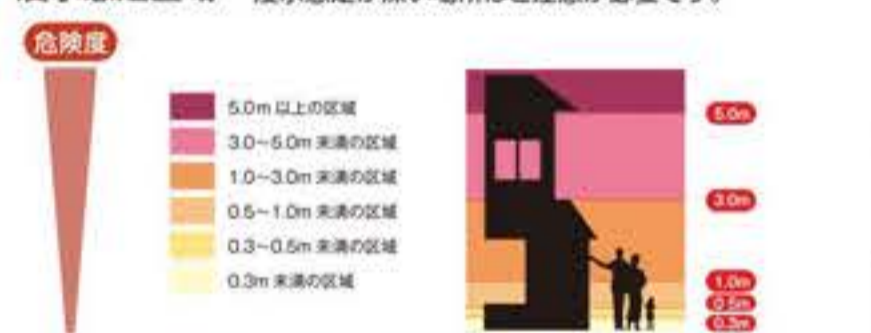 危険度
5.0m 以上の区域
3.0~5.0m 未満の区域
1.0~3.0m 未満の区域
0.5~1.0m 未満の区域
0.3~0.5m 未満の区域
0.3m 未満の区域
5.0m
3.0m
1.0m
0.5m
0.3m